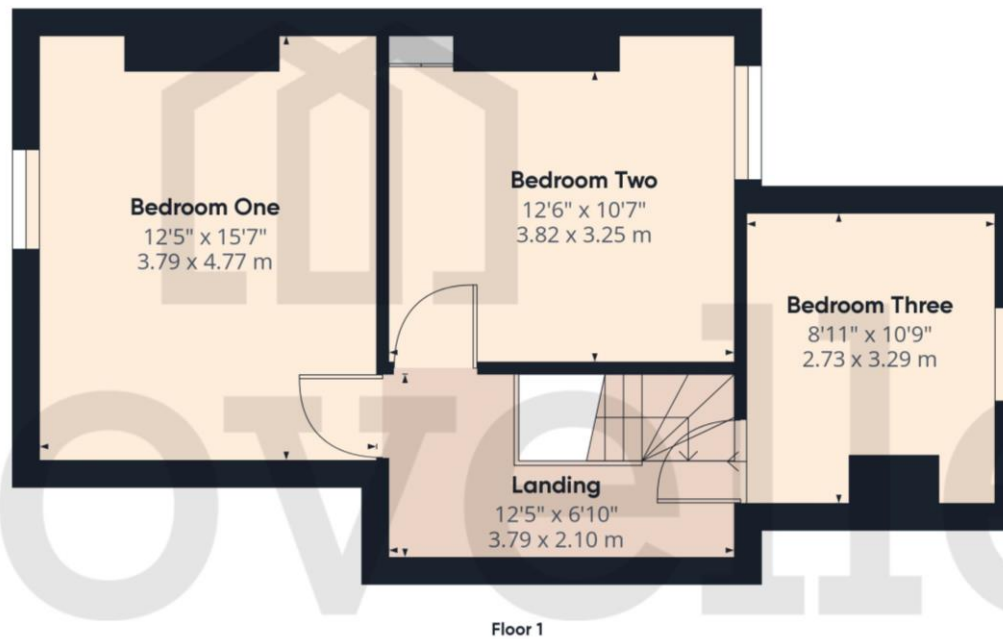 Bedroom One
12'5" x 15'7"
3.79 x 4.77 m
Bedroom Two
12'6" x 10'7"
3.82 x 3.25 m
Bedroom Three
8'11" x 10'9"
2.73 x 3.29 m
Landing
12'5" x 6'10"
3.79 x 2.10 m
ovelle
Floor 1